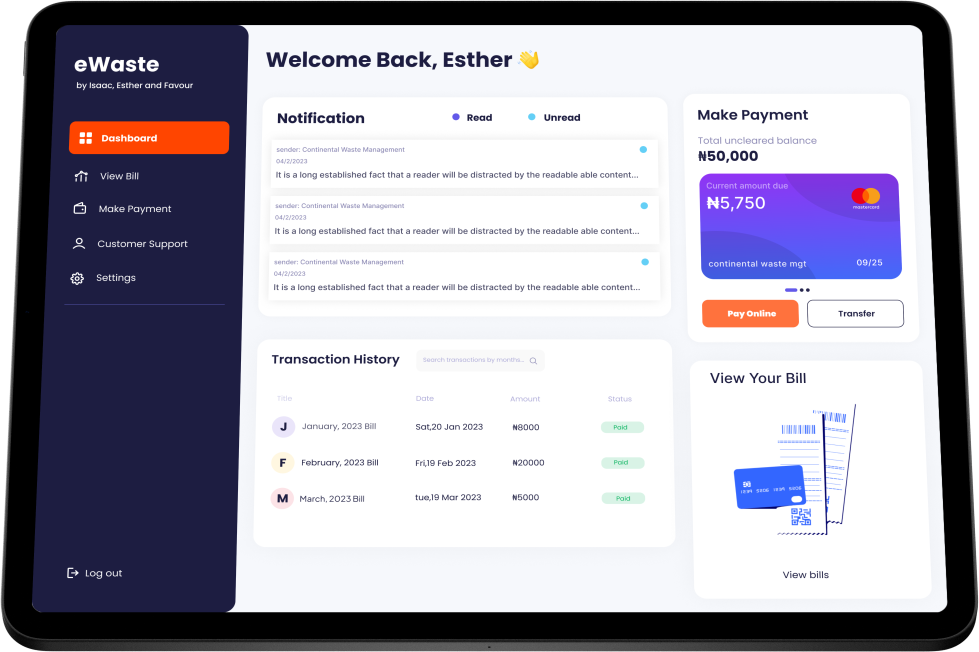 eWaste
by Isaac, Esther and Favour
Dashboard
View Bill
Make Payment
Customer Support
Settings
Log out
Welcome Back, Esther 👋
Notification
Read
Unread
sender: Continental Waste Management
04/2/2023
It is a long established fact that a reader will be distracted by the readable able content...
sender: Continental Waste Management
04/2/2023
It is a long established fact that a reader will be distracted by the readable able content...
sender: Continental Waste Management
04/2/2023
It is a long established fact that a reader will be distracted by the readable able content...
Transaction History
Search transactions by months...
Title Date Amount Status
J January, 2023 Bill Sat,20 Jan 2023 ₦8000 Paid
F February, 2023 Bill Fri,19 Feb 2023 ₦20000 Paid
M March, 2023 Bill tue,19 Mar 2023 ₦5000 Paid
Make Payment
Total uncleared balance
₦50,000
Current amount due
₦5,750
mastercard
continental waste mgt 09/25
Pay Online
Transfer
View Your Bill
View bills